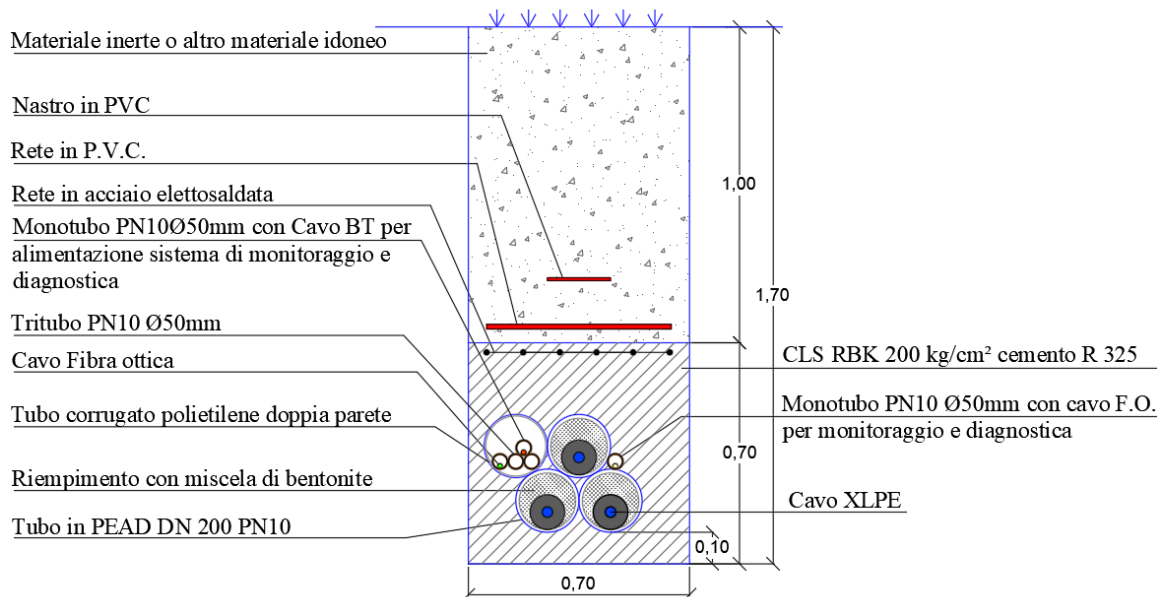 Materiale inerte o altro materiale idoneo
Nastro in PVC
Rete in P.V.C.
Rete in acciaio elettosaldata
Monotubo PN10Ø50mm con Cavo BT per
alimentazione sistema di monitoraggio e
diagnostica
Tritubo PN10 Ø50mm
Cavo Fibra ottica
Tubo corrugato polietilene doppia parete
Riempimento con miscela di bentonite
Tubo in PEAD DN 200 PN10
1,00
1,70
CLS RBK 200 kg/cm² cemento R 325
Monotubo PN10 Ø50mm con cavo F.O.
per monitoraggio e diagnostica
0,70
Cavo XLPE
0,10
0,70